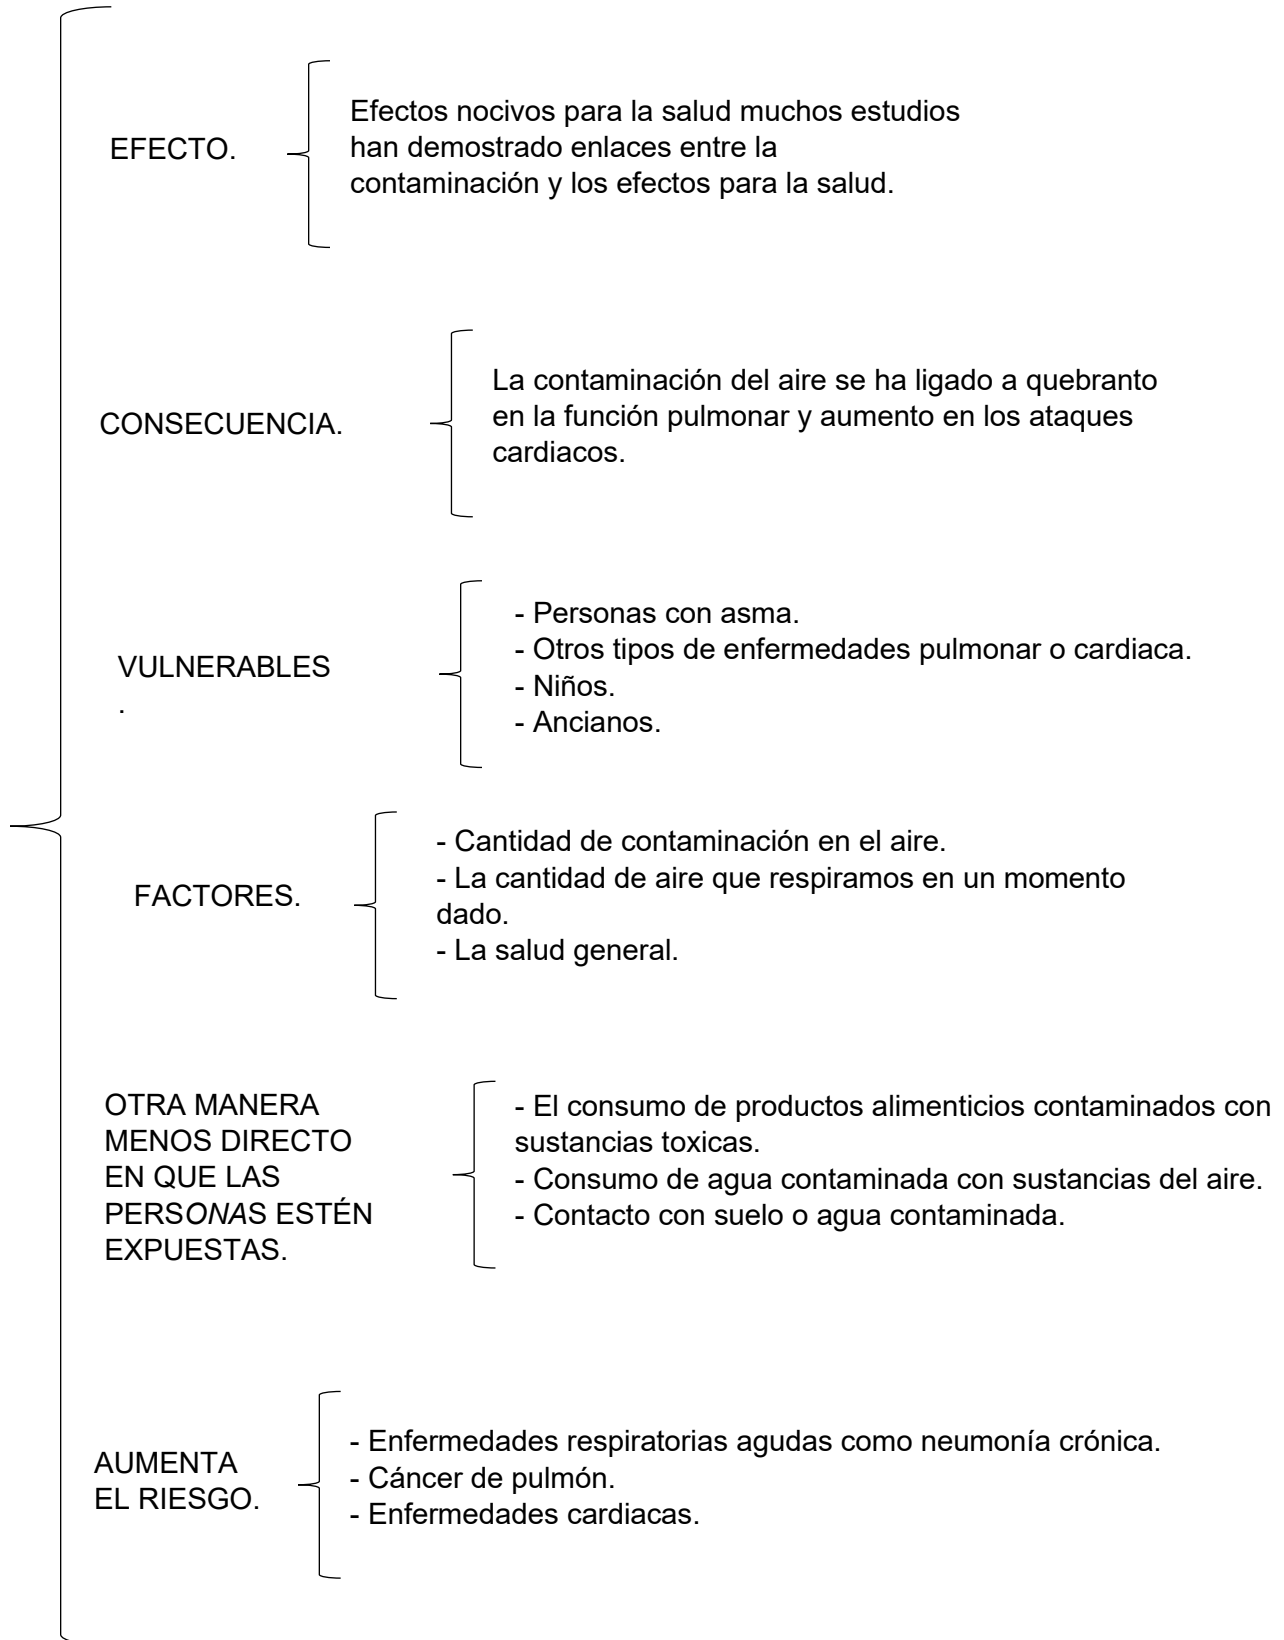 EFECTO.
Efectos nocivos para la salud muchos estudios
han demostrado enlaces entre la
contaminación y los efectos para la salud.
CONSECUENCIA.
La contaminación del aire se ha ligado a quebranto
en la función pulmonar y aumento en los ataques
cardiacos.
VULNERABLES
.
- Personas con asma.
- Otros tipos de enfermedades pulmonar o cardiaca.
- Niños.
- Ancianos.
FACTORES.
- Cantidad de contaminación en el aire.
- La cantidad de aire que respiramos en un momento
dado.
- La salud general.
OTRA MANERA
MENOS DIRECTO
EN QUE LAS
PERSONAS ESTÉN
EXPUESTAS.
- El consumo de productos alimenticios contaminados con
sustancias toxicas.
- Consumo de agua contaminada con sustancias del aire.
- Contacto con suelo o agua contaminada.
AUMENTA
EL RIESGO.
- Enfermedades respiratorias agudas como neumonía crónica.
- Cáncer de pulmón.
- Enfermedades cardiacas.